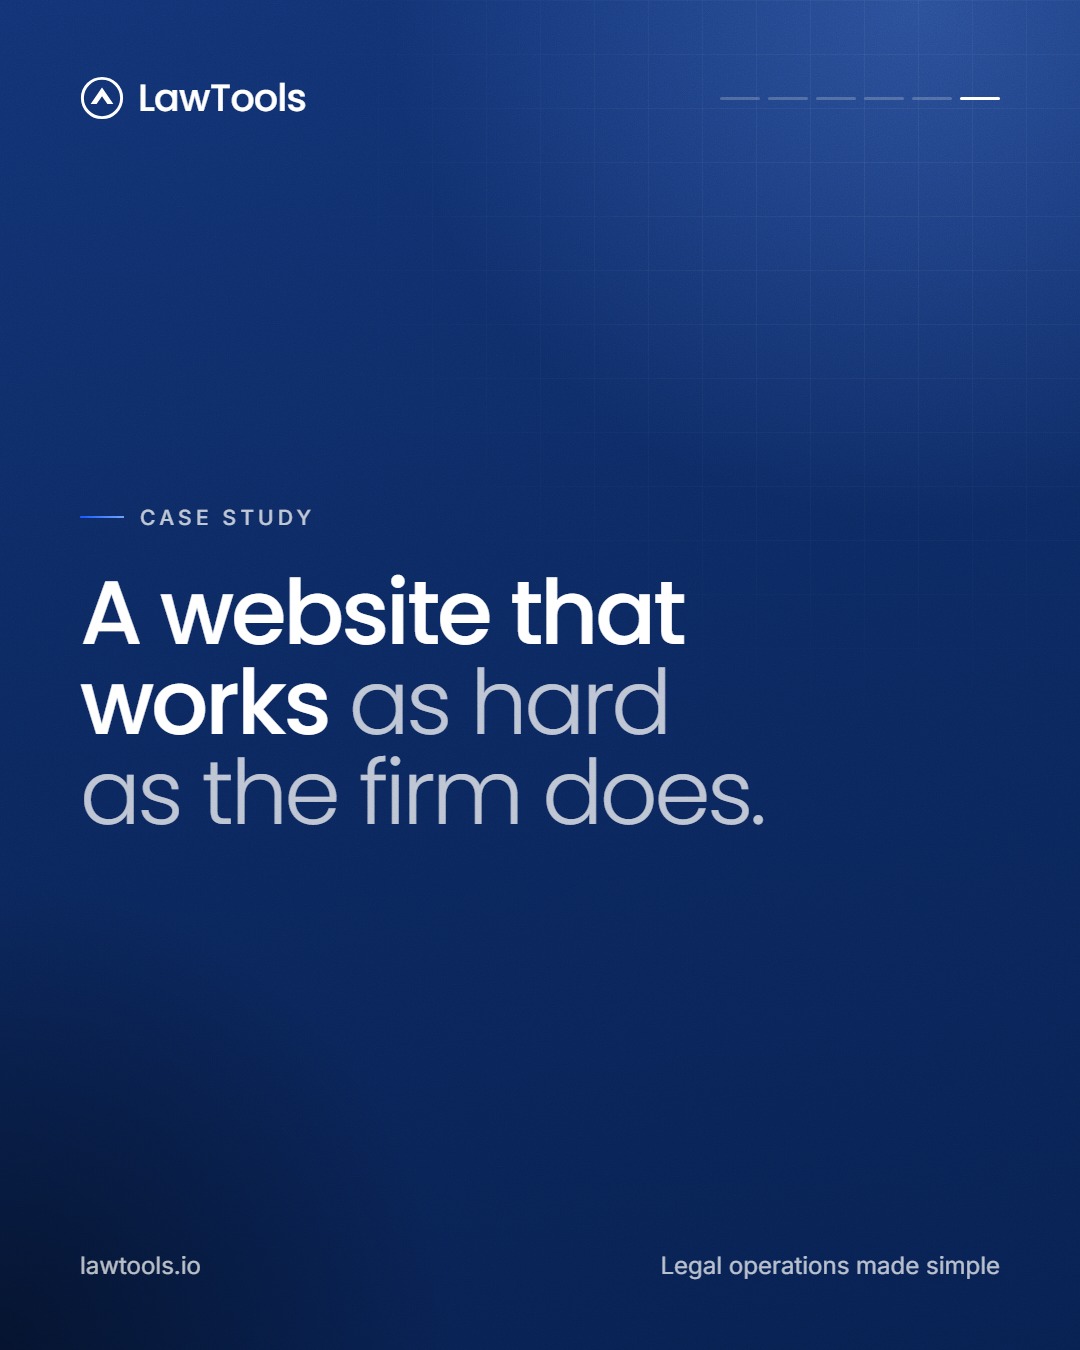 LawTools
CASE STUDY
A website that
works as hard
as the firm does.
lawtools.io
Legal operations made simple